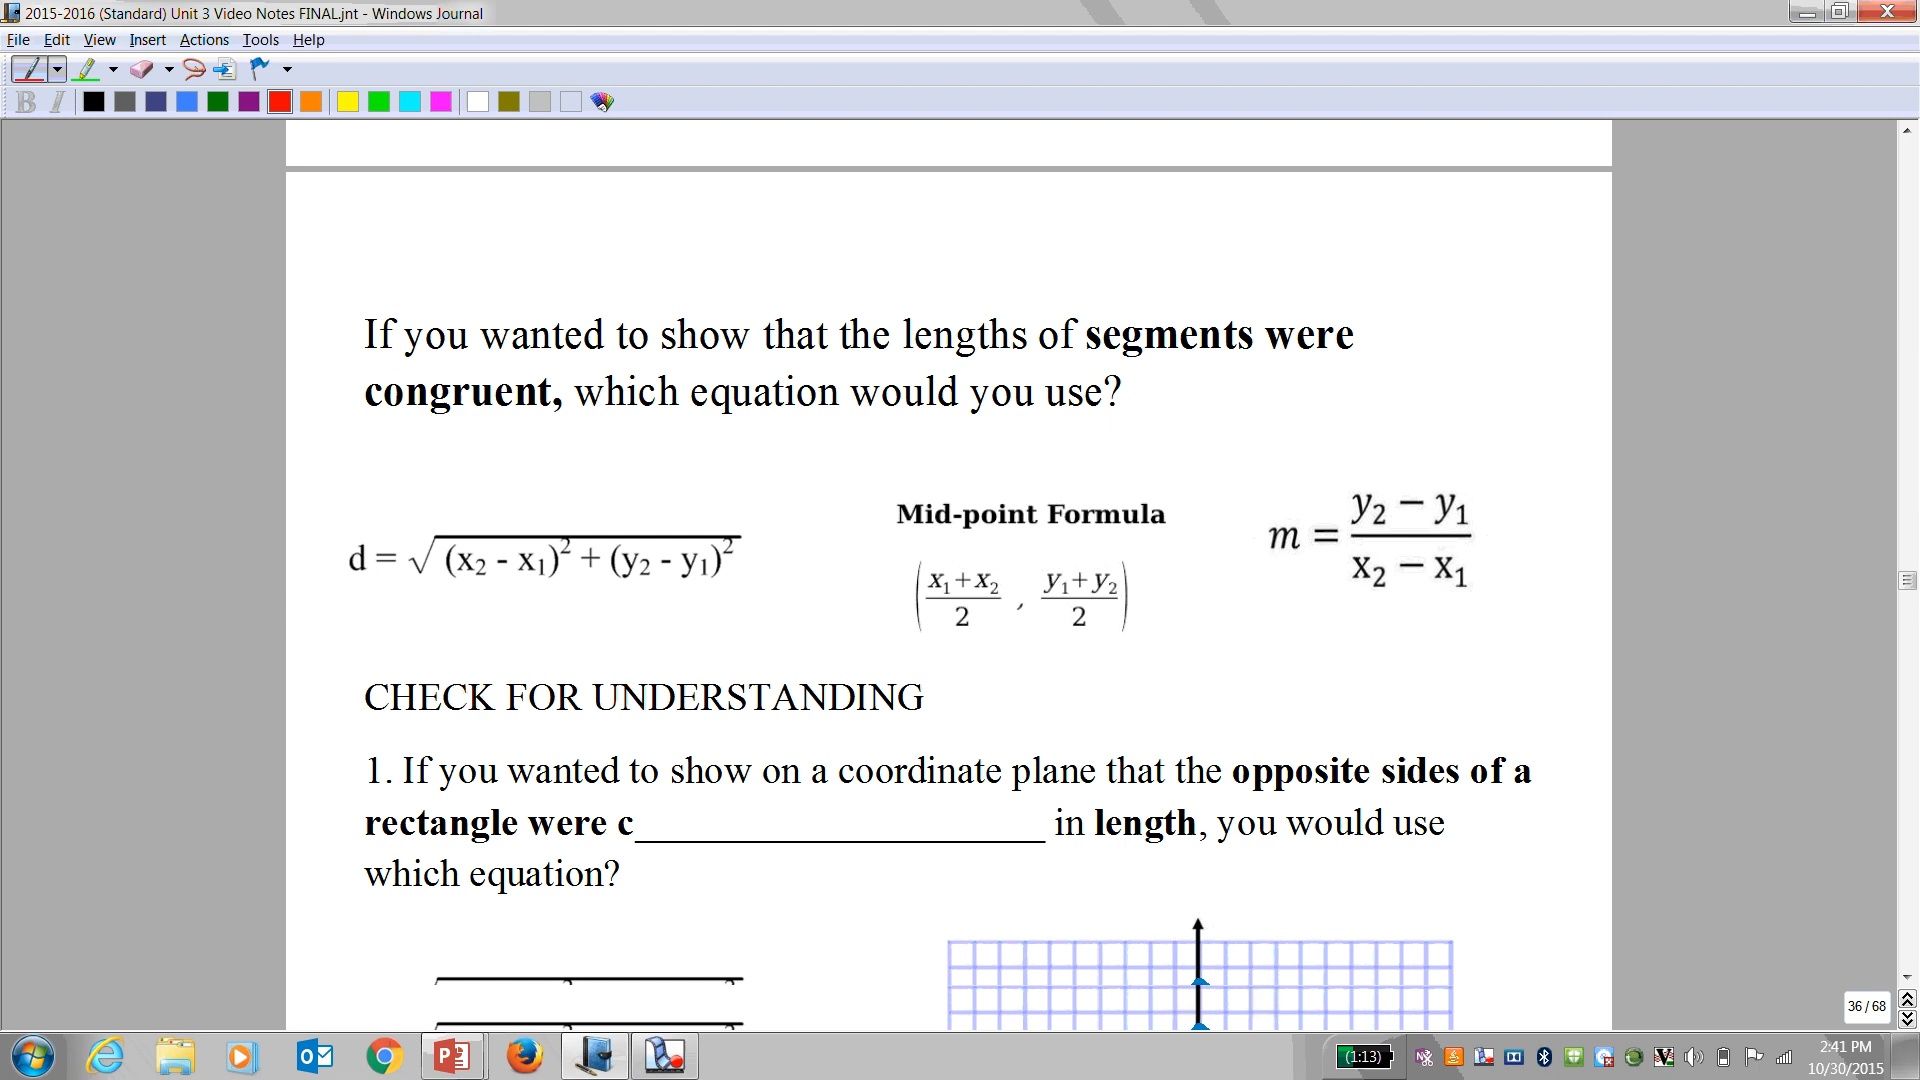 2015-2016 (Standard) Unit 3 Video Notes FINAL.jnt - Windows Journal
File Edit View Insert Actions Tools Help
B I
If you wanted to show that the lengths of segments were
congruent, which equation would you use?
d = √(x₂ - x₁)² + (y₂ - y₁)²
Mid-point Formula
(x₁+x₂/2 , y₁+y₂/2)
m = y₂ − y₁/x₂ − x₁
CHECK FOR UNDERSTANDING
1. If you wanted to show on a coordinate plane that the opposite sides of a
rectangle were c____________________ in length, you would use
which equation?
36 / 68
(1:13)
2:41 PM
10/30/2015